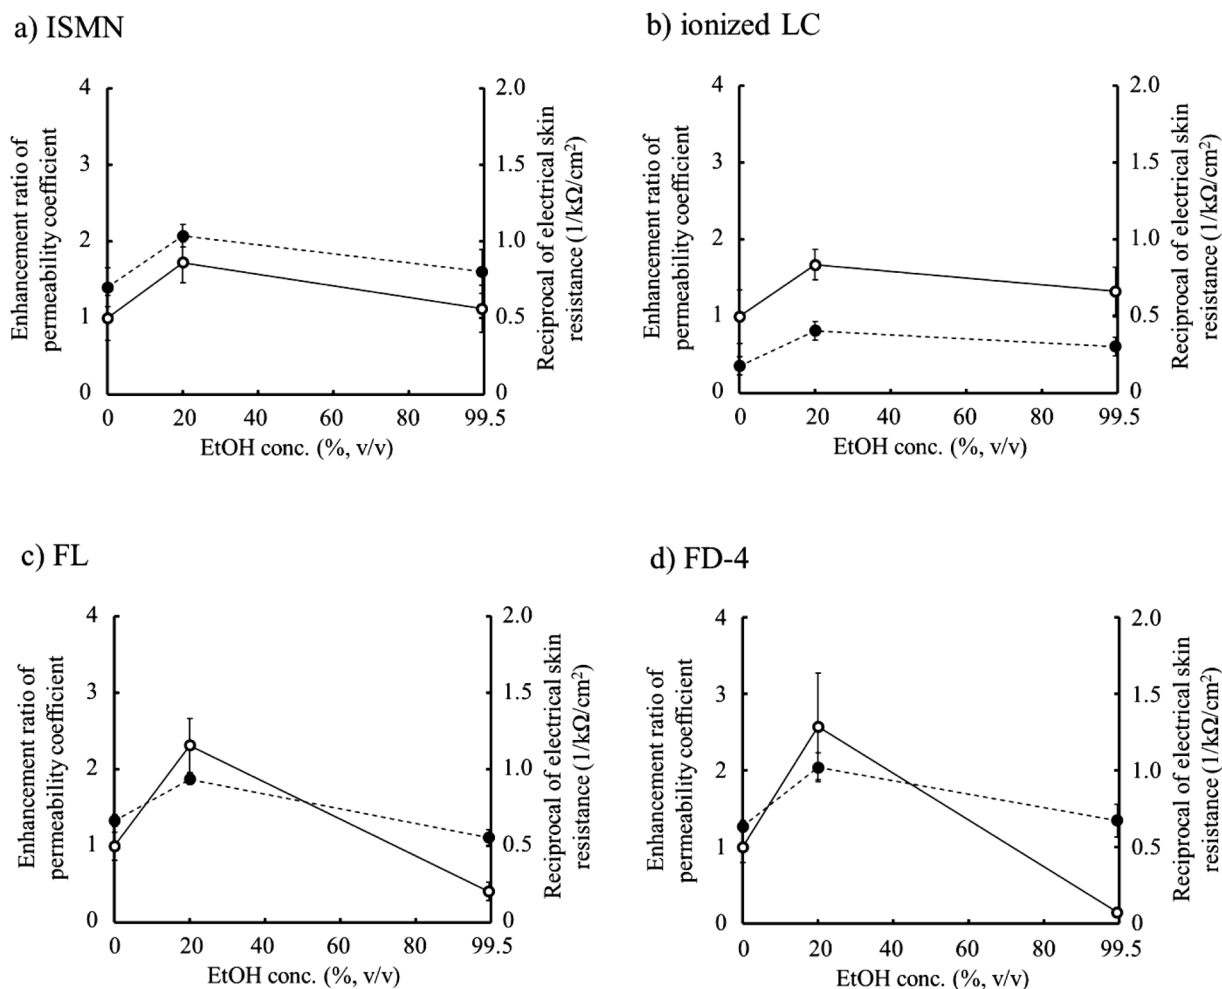 a) ISMN
Enhancement ratio of
permeability coefficient
4
3
2
1
0
0
20
40
60
80
99.5
EtOH conc. (%, v/v)
2.0
1.5
1.0
0.5
0
Reciprocal of electrical skin
resistance (1/kΩ/cm²)
b) ionized LC
Enhancement ratio of
permeability coefficient
4
3
2
1
0
0
20
40
60
80
99.5
EtOH conc. (%, v/v)
2.0
1.5
1.0
0.5
0
Reciprocal of electrical skin
resistance (1/kΩ/cm²)
c) FL
Enhancement ratio of
permeability coefficient
4
3
2
1
0
0
20
40
60
80
99.5
EtOH conc. (%, v/v)
2.0
1.5
1.0
0.5
0
Reciprocal of electrical skin
resistance (1/kΩ/cm²)
d) FD-4
Enhancement ratio of
permeability coefficient
4
3
2
1
0
0
20
40
60
80
99.5
EtOH conc. (%, v/v)
2.0
1.5
1.0
0.5
0
Reciprocal of electrical skin
resistance (1/kΩ/cm²)